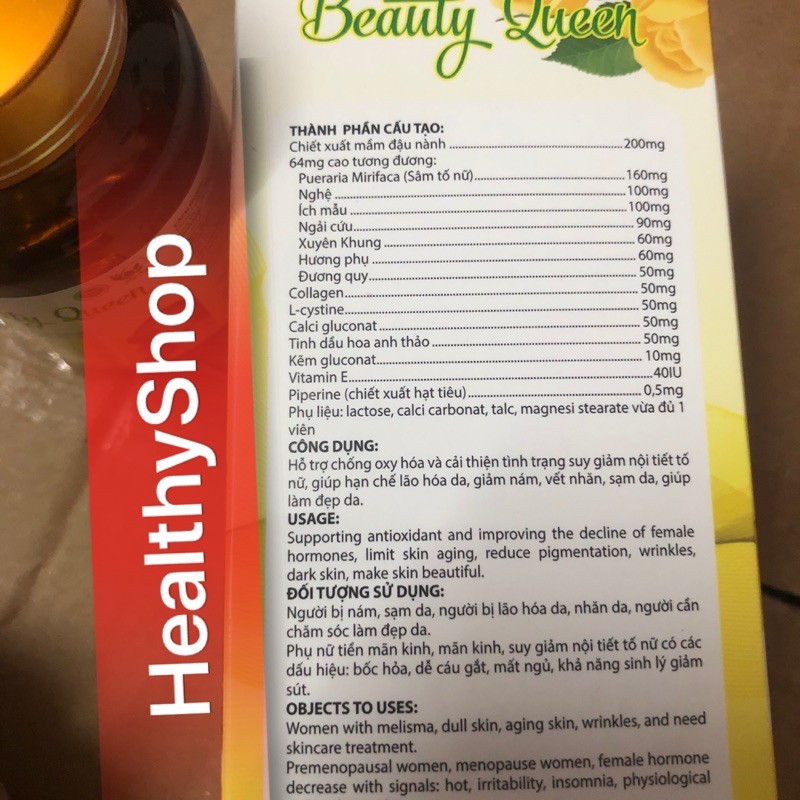 Beauty Queen
THÀNH PHẦN CẤU TẠO:
Chiết xuất mầm đậu nành ........ 200mg
64mg cao tương đương:
Pueraria Mirifaca (Sâm tố nữ) ........ 160mg
Nghệ ........ 100mg
Ích mẫu ........ 100mg
Ngải cứu ........ 90mg
Xuyên Khung ........ 60mg
Hương phụ ........ 60mg
Đương quy ........ 50mg
Collagen ........ 50mg
L-cystine ........ 50mg
Calci gluconat ........ 50mg
Tinh dầu hoa anh thảo ........ 50mg
Kẽm gluconat ........ 10mg
Vitamin E ........ 40IU
Piperine (chiết xuất hạt tiêu) ........ 0,5mg
Phụ liệu: lactose, calci carbonat, talc, magnesi stearate vừa đủ 1
viên
CÔNG DỤNG:
Hỗ trợ chống oxy hóa và cải thiện tình trạng suy giảm nội tiết tố
nữ, giúp hạn chế lão hóa da, giảm nám, vết nhăn, sạm da, giúp
làm đẹp da.
USAGE:
Supporting antioxidant and improving the decline of female
hormones, limit skin aging, reduce pigmentation, wrinkles,
dark skin, make skin beautiful.
ĐỐI TƯỢNG SỬ DỤNG:
Người bị nám, sạm da, người bị lão hóa da, nhăn da, người cần
chăm sóc làm đẹp da.
Phụ nữ tiền mãn kinh, mãn kinh, suy giảm nội tiết tố nữ có các
dấu hiệu: bốc hỏa, dễ cáu gắt, mất ngủ, khả năng sinh lý giảm
sút.
OBJECTS TO USES:
Women with melisma, dull skin, aging skin, wrinkles, and need
skincare treatment.
Premenopausal women, menopause women, female hormone
decrease with signals: hot, irritability, insomnia, physiological
HealthyShop
Queen